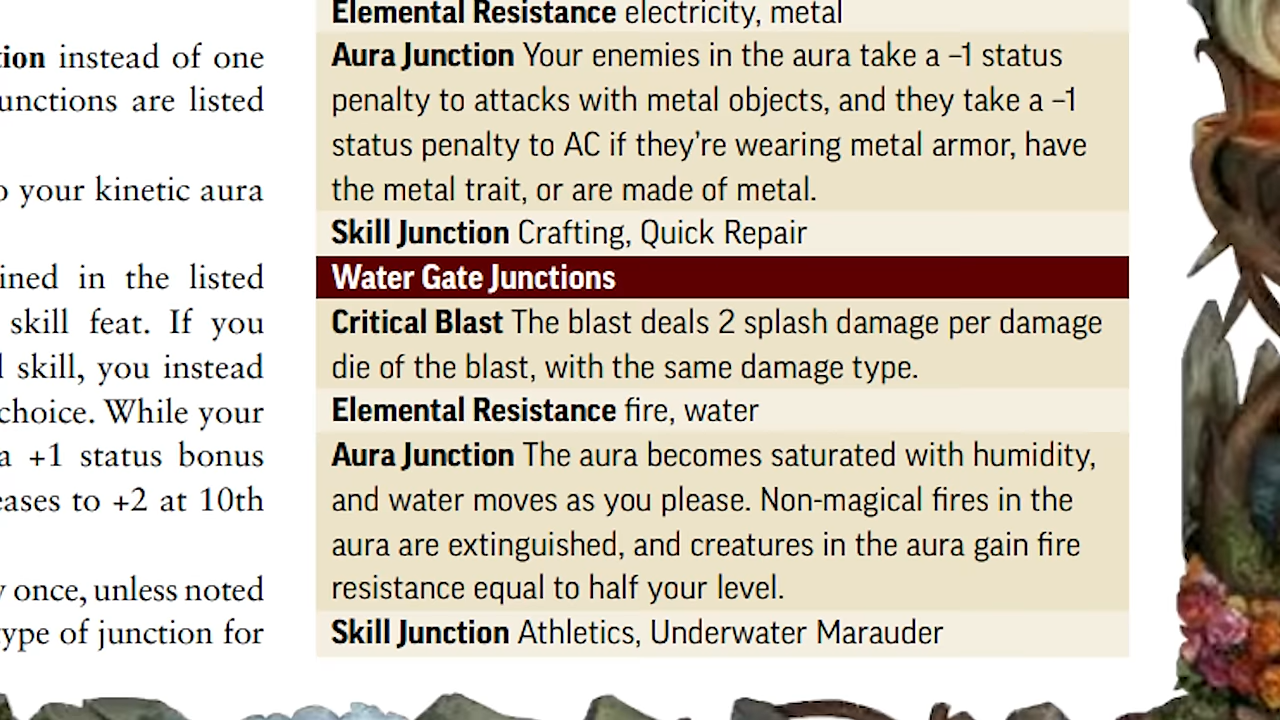 tion instead of one
unctions are listed
o your kinetic aura
ined in the listed
skill feat. If you
l skill, you instead
choice. While your
a +1 status bonus
eases to +2 at 10th
y once, unless noted
type of junction for
Elemental Resistance electricity, metal
Aura Junction Your enemies in the aura take a –1 status
penalty to attacks with metal objects, and they take a –1
status penalty to AC if they're wearing metal armor, have
the metal trait, or are made of metal.
Skill Junction Crafting, Quick Repair
Water Gate Junctions
Critical Blast The blast deals 2 splash damage per damage
die of the blast, with the same damage type.
Elemental Resistance fire, water
Aura Junction The aura becomes saturated with humidity,
and water moves as you please. Non-magical fires in the
aura are extinguished, and creatures in the aura gain fire
resistance equal to half your level.
Skill Junction Athletics, Underwater Marauder